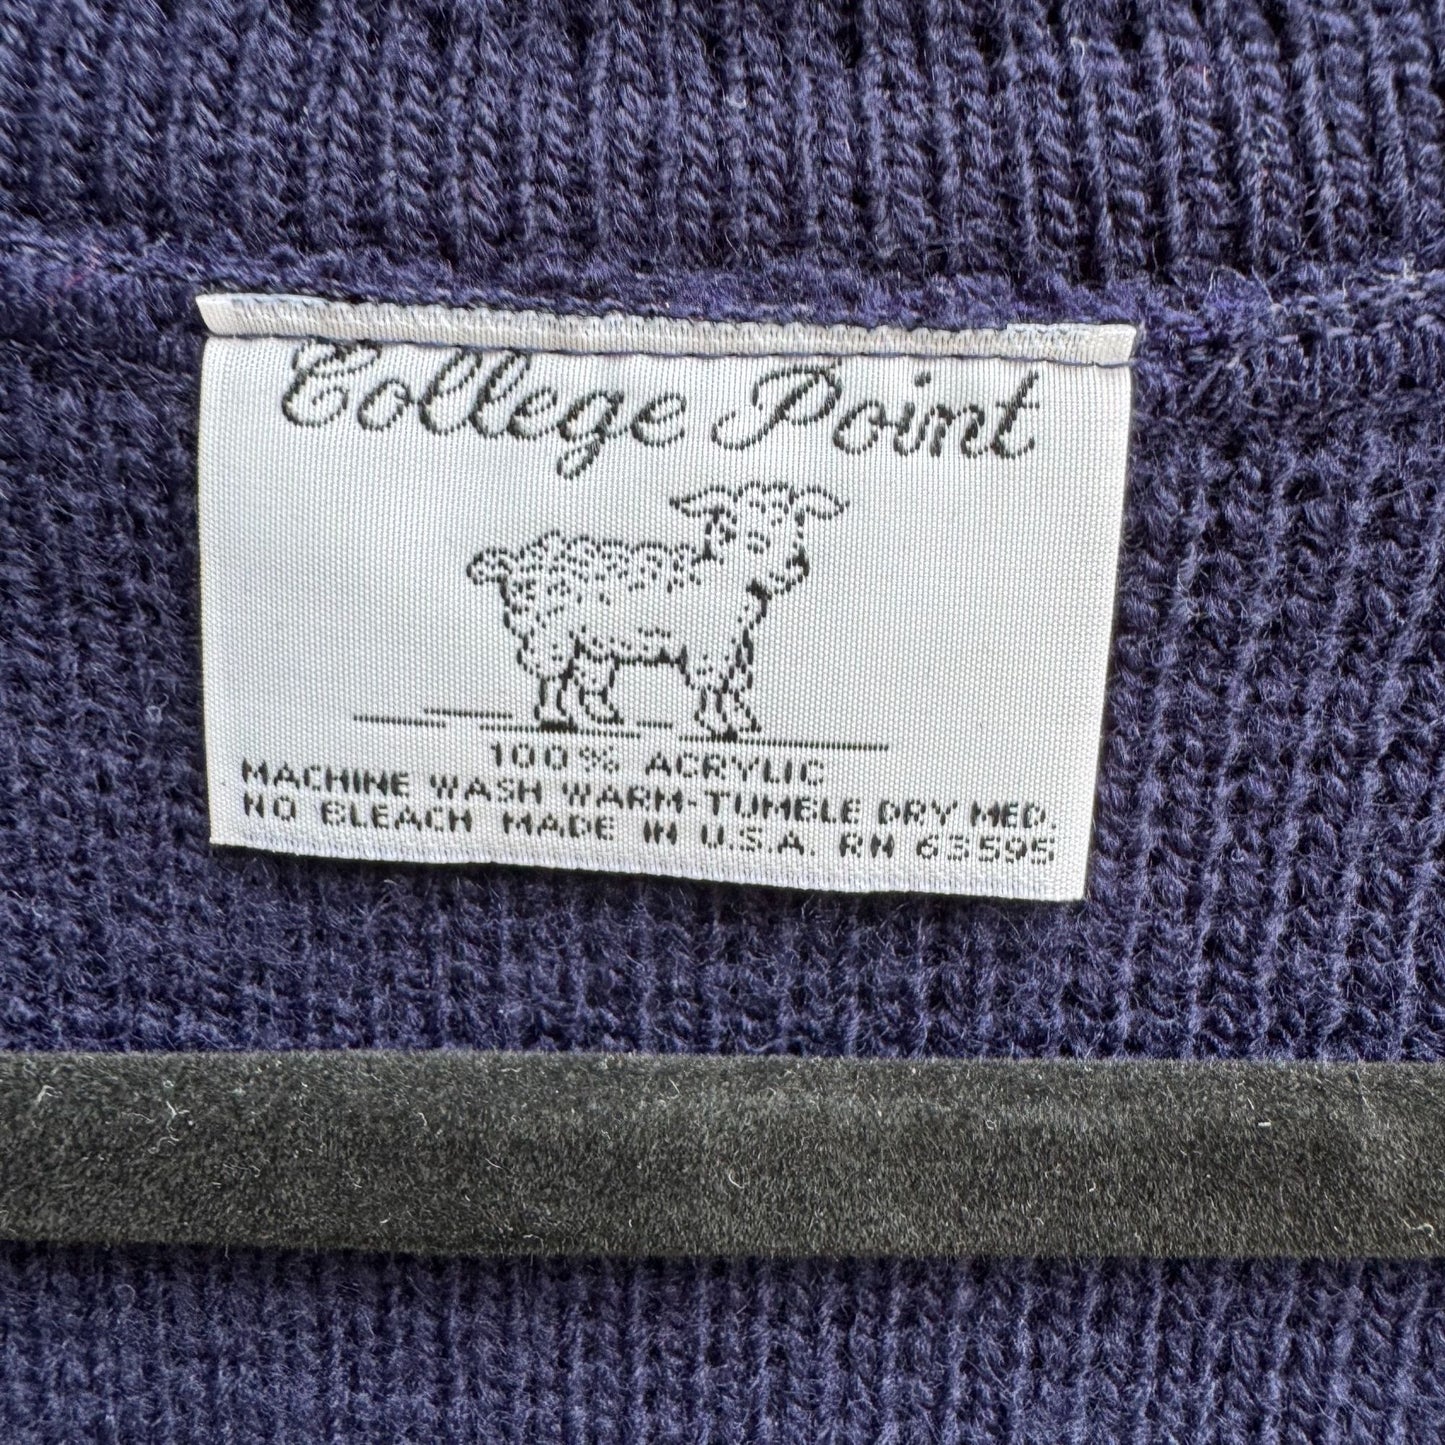 College Point
100% ACRYLIC
MACHINE WASH WARM-TUMBLE DRY MED.
NO BLEACH MADE IN U.S.A. RN 63595